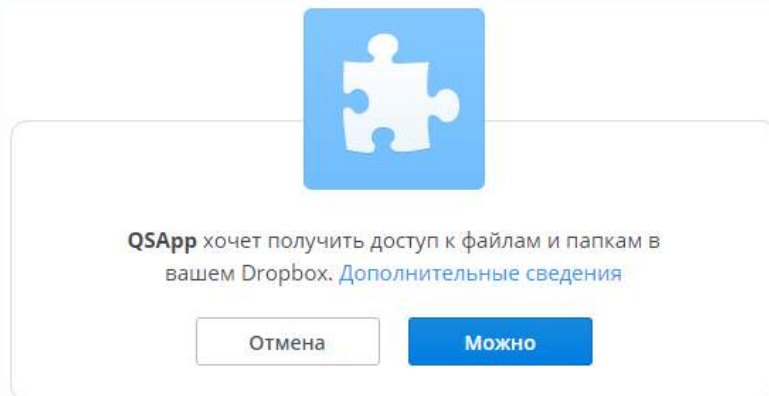 QSApp хочет получить доступ к файлам и папкам в
вашем Dropbox. Дополнительные сведения
Отмена
Можно